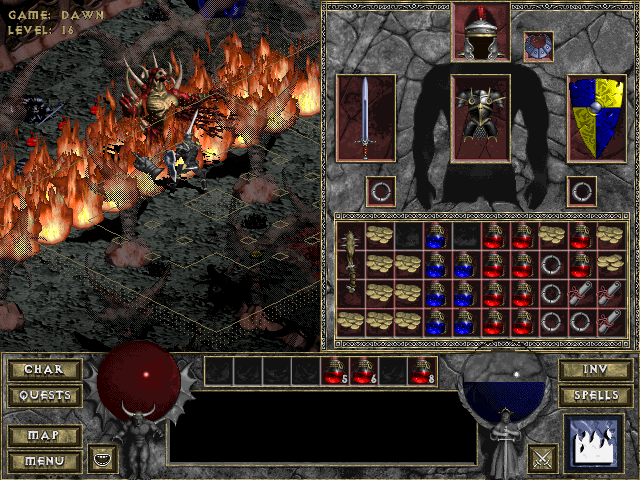 GAME: DAWN
LEVEL: 16
CHAR
QUESTS
MAP
MENU
5
6
8
INV
SPELLS